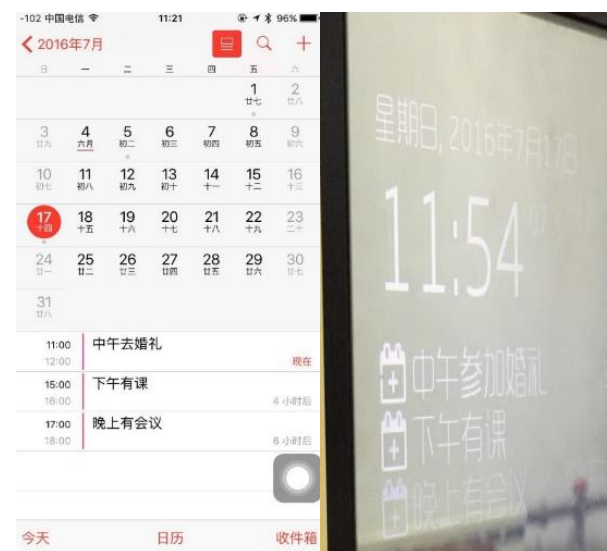 -102 中国电信 11:21 96%
2016年7月
日 一 二 三 四 五 六
1 2
廿七 廿八
3 4 5 6 7 8 9
廿九 六月 初二 初三 初四 初五 初六
10 11 12 13 14 15 16
初七 初八 初九 初十 十一 十二 十三
17 18 19 20 21 22 23
十四 十五 十六 十七 十八 十九 二十
24 25 26 27 28 29 30
廿一 廿二 廿三 廿四 廿五 廿六 廿七
31
廿八
11:00 中午去婚礼
12:00 现在
15:00 下午有课
16:00 4 小时后
17:00 晚上有会议
18:00 6 小时后
今天 日历 收件箱
星期日, 2016年7月17日
11:54
中午参加婚礼
下午有课
晚上有会议